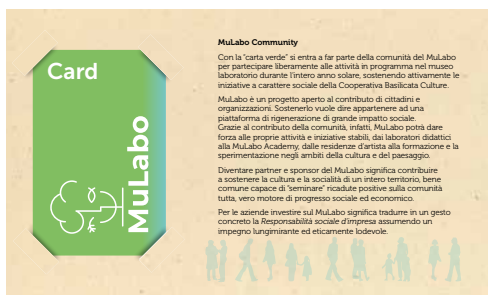 Card
MuLabo
MuLabo Community
Con la “carta verde” si entra a far parte della comunità del MuLabo
per partecipare liberamente alle attività in programma nel museo
laboratorio durante l’intero anno solare, sostenendo attivamente le
iniziative a carattere sociale della Cooperativa Basilicata Culture.
MuLabo è un progetto aperto al contributo di cittadini e
organizzazioni. Sostenerlo vuole dire appartenere ad una
piattaforma di rigenerazione di grande impatto sociale.
Grazie al contributo della comunità, infatti, MuLabo potrà dare
forza alle proprie attività e iniziative stabili, dai laboratori didattici
alla MuLabo Academy, dalle residenze d’artista alla formazione e la
sperimentazione negli ambiti della cultura e del paesaggio.
Diventare partner e sponsor del MuLabo significa contribuire
a sostenere la cultura e la socialità di un intero territorio, bene
comune capace di “seminare” ricadute positive sulla comunità
tutta, vero motore di progresso sociale ed economico.
Per le aziende investire sul MuLabo significa tradurre in un gesto
concreto la Responsabilità sociale d’impresa assumendo un
impegno lungimirante ed eticamente lodevole.